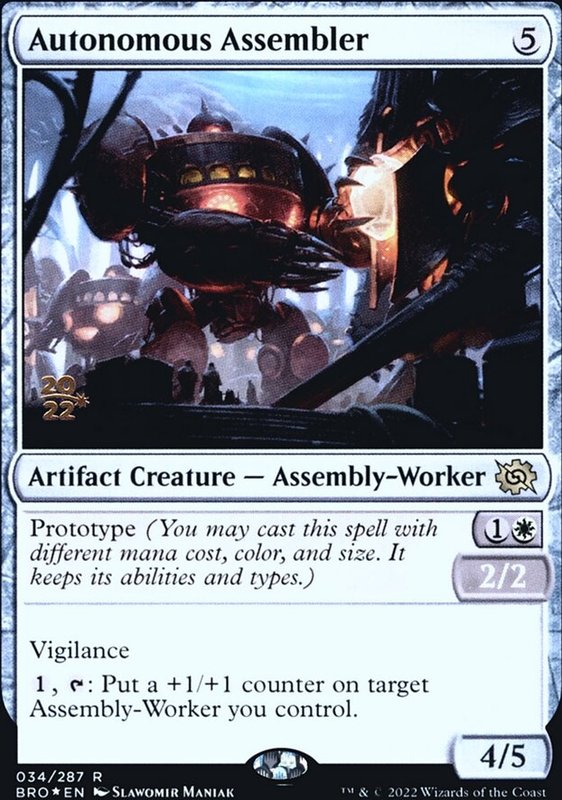 Autonomous Assembler 5
20
22
Artifact Creature — Assembly-Worker
Prototype (You may cast this spell with
different mana cost, color, and size. It
keeps its abilities and types.)
1
2/2
Vigilance
1, : Put a +1/+1 counter on target
Assembly-Worker you control.
4/5
034/287 R
BRO★EN Slawomir Maniak
™ & © 2022 Wizards of the Coast